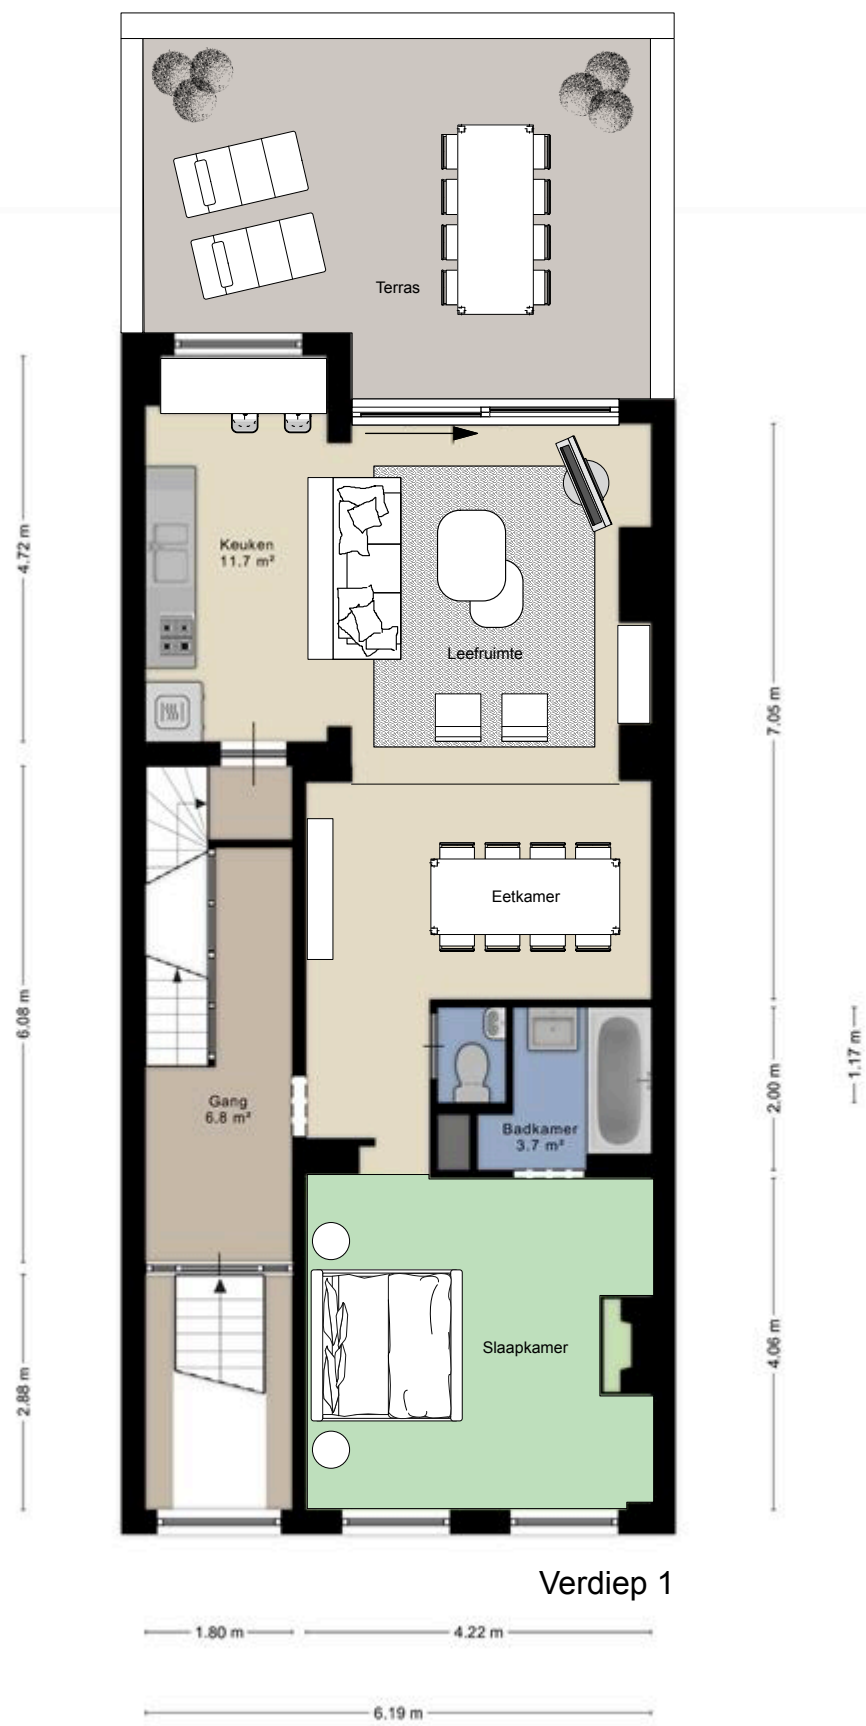 Terras
4.72 m
Keuken
11.7 m²
Leefruimte
7.05 m
Eetkamer
6.08 m
Gang
6.8 m²
Badkamer
3.7 m²
2.00 m
1.17 m
Slaapkamer
4.06 m
2.88 m
Verdiep 1
1.80 m
4.22 m
6.19 m